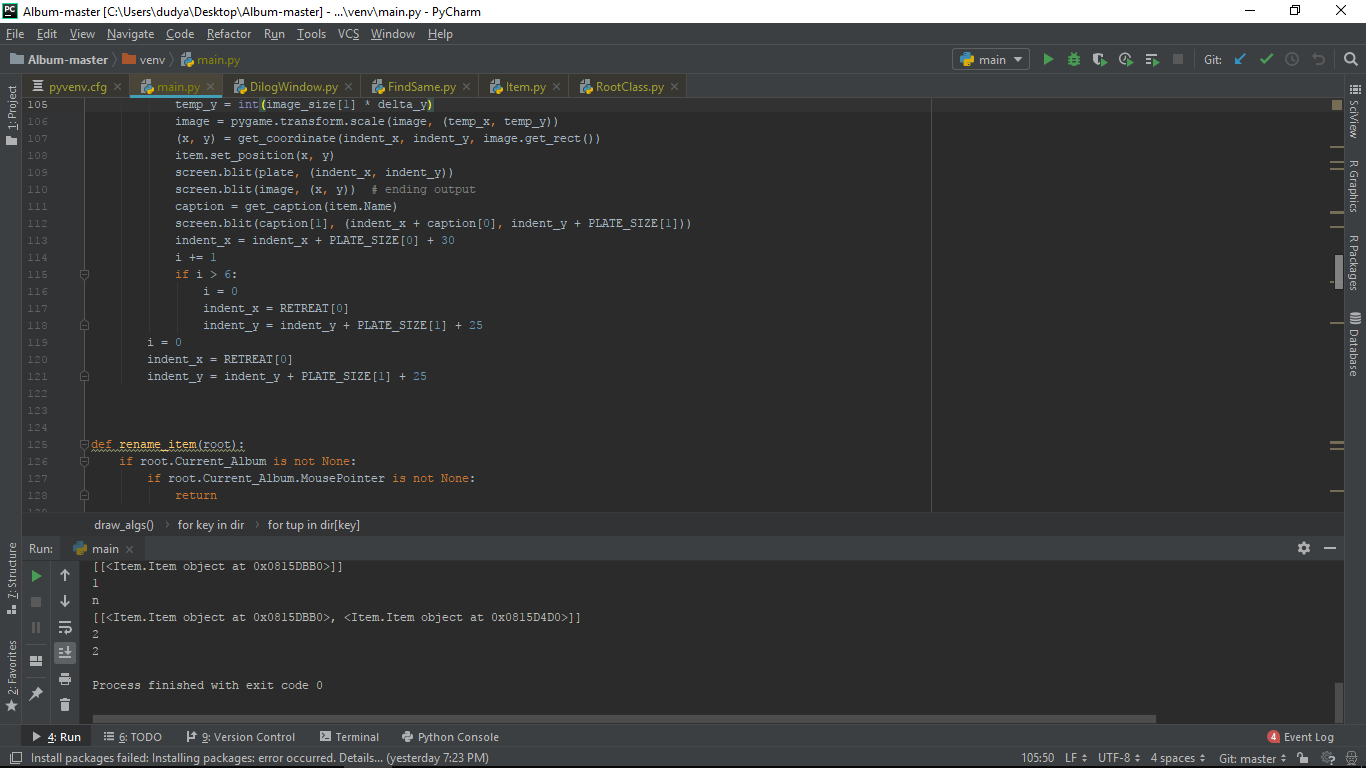 PC Album-master [C:\Users\dudya\Desktop\Album-master] - ...\venv\main.py - PyCharm
File Edit View Navigate Code Refactor Run Tools VCS Window Help
Album-master venv main.py main Git:
pyvenv.cfg main.py DilogWindow.py FindSame.py Item.py RootClass.py
105 temp_y = int(image_size[1] * delta_y)
106 image = pygame.transform.scale(image, (temp_x, temp_y))
107 (x, y) = get_coordinate(indent_x, indent_y, image.get_rect())
108 item.set_position(x, y)
109 screen.blit(plate, (indent_x, indent_y))
110 screen.blit(image, (x, y))  # ending output
111 caption = get_caption(item.Name)
112 screen.blit(caption[1], (indent_x + caption[0], indent_y + PLATE_SIZE[1]))
113 indent_x = indent_x + PLATE_SIZE[0] + 30
114 i += 1
115 if i > 6:
116 i = 0
117 indent_x = RETREAT[0]
118 indent_y = indent_y + PLATE_SIZE[1] + 25
119 i = 0
120 indent_x = RETREAT[0]
121 indent_y = indent_y + PLATE_SIZE[1] + 25
122
123
124
125 def rename_item(root):
126 if root.Current_Album is not None:
127 if root.Current_Album.MousePointer is not None:
128 return
draw_algs() for key in dir for tup in dir[key]
Run: main
[[<Item.Item object at 0x0815DBB0>]]
1
n
[[<Item.Item object at 0x0815DBB0>, <Item.Item object at 0x0815D4D0>]]
2
2
Process finished with exit code 0
4: Run 6: TODO 9: Version Control Terminal Python Console 4 Event Log
Install packages failed: Installing packages: error occurred. Details... (yesterday 7:23 PM) 105:50 LF UTF-8 4 spaces Git: master
1: Project
7: Structure
2: Favorites
SciView
R Graphics
R Packages
Database